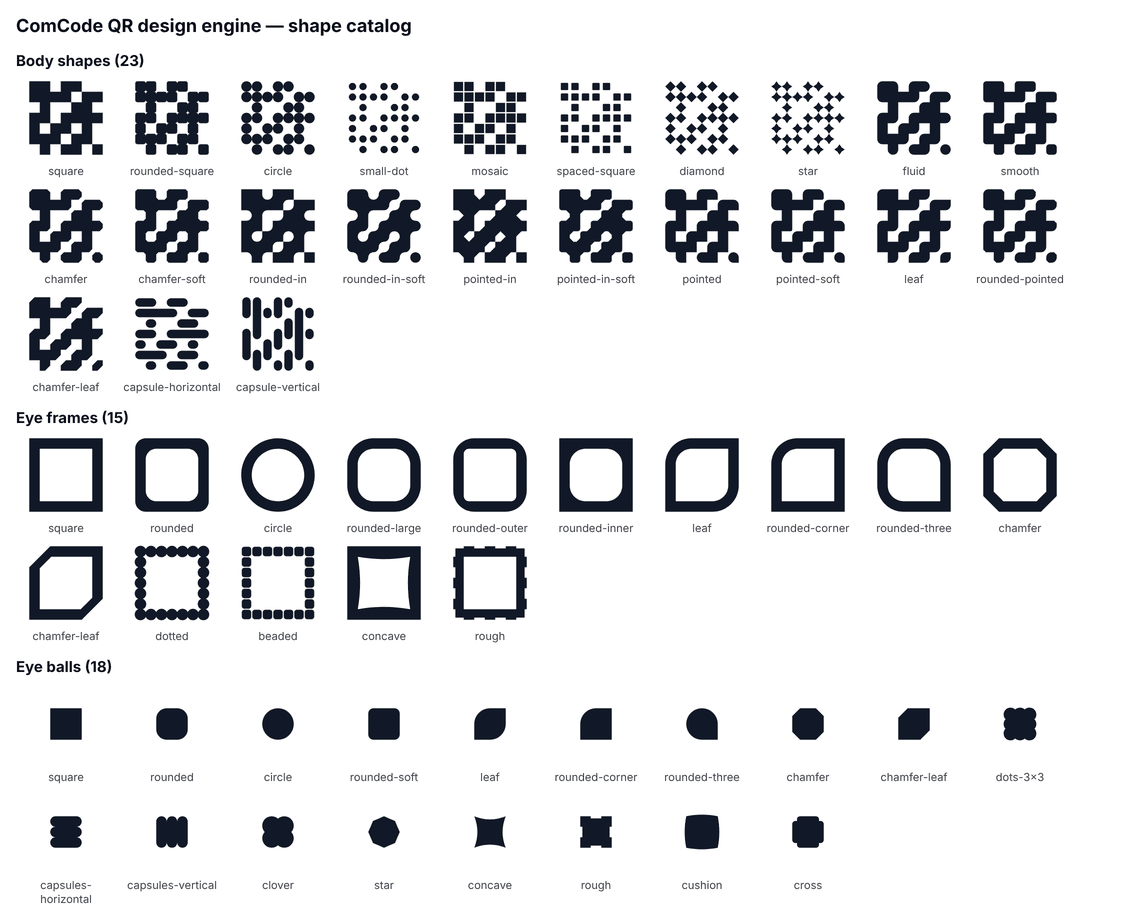 ComCode QR design engine — shape catalog
Body shapes (23)
square rounded-square circle small-dot mosaic spaced-square diamond star fluid smooth
chamfer chamfer-soft rounded-in rounded-in-soft pointed-in pointed-in-soft pointed pointed-soft leaf rounded-pointed
chamfer-leaf capsule-horizontal capsule-vertical
Eye frames (15)
square rounded circle rounded-large rounded-outer rounded-inner leaf rounded-corner rounded-three chamfer
chamfer-leaf dotted beaded concave rough
Eye balls (18)
square rounded circle rounded-soft leaf rounded-corner rounded-three chamfer chamfer-leaf dots-3×3
capsules-horizontal capsules-vertical clover star concave rough cushion cross